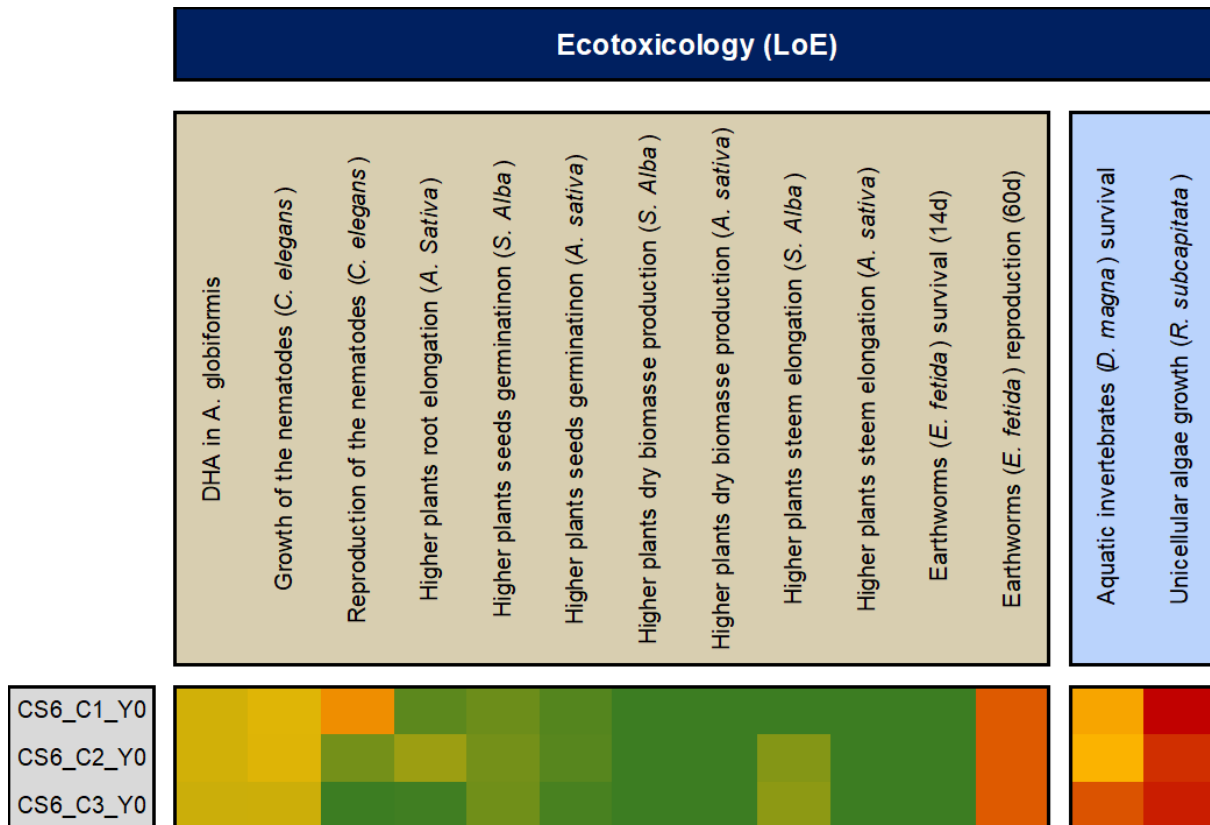 Ecotoxicology (LoE)
DHA in A. globiformis
Growth of the nematodes (C. elegans )
Reproduction of the nematodes (C. elegans )
Higher plants root elongation (A. Sativa)
Higher plants seeds germinatinon (S. Alba )
Higher plants seeds germinatinon (A. sativa)
Higher plants dry biomasse production (S. Alba )
Higher plants dry biomasse production (A. sativa)
Higher plants steem elongation (S. Alba )
Higher plants steem elongation (A. sativa)
Earthworms (E. fetida ) survival (14d)
Earthworms (E. fetida ) reproduction (60d)
Aquatic invertebrates (D. magna ) survival
Unicellular algae growth (R. subcapitata )
CS6_C1_Y0
CS6_C2_Y0
CS6_C3_Y0